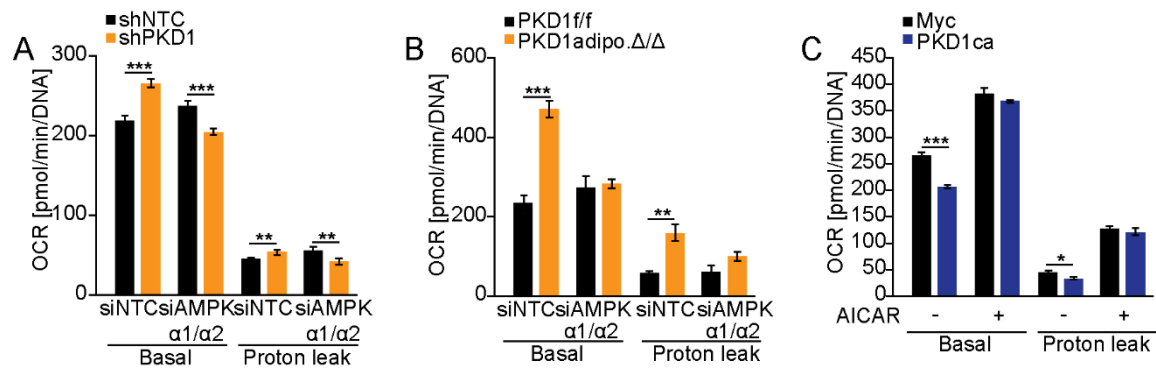 A
shNTC
shPKD1
OCR [pmol/min/DNA]
300
200
100
50
0
***
***
**
**
siNTC siAMPK siNTC siAMPK
α1/α2 α1/α2
Basal Proton leak
B
PKD1f/f
PKD1adipo.Δ/Δ
OCR [pmol/min/DNA]
600
400
200
0
***
**
siNTC siAMPK siNTC siAMPK
α1/α2 α1/α2
Basal Proton leak
C
Myc
PKD1ca
OCR [pmol/min/DNA]
400
350
300
250
200
150
100
50
0
***
*
AICAR - + - +
Basal Proton leak